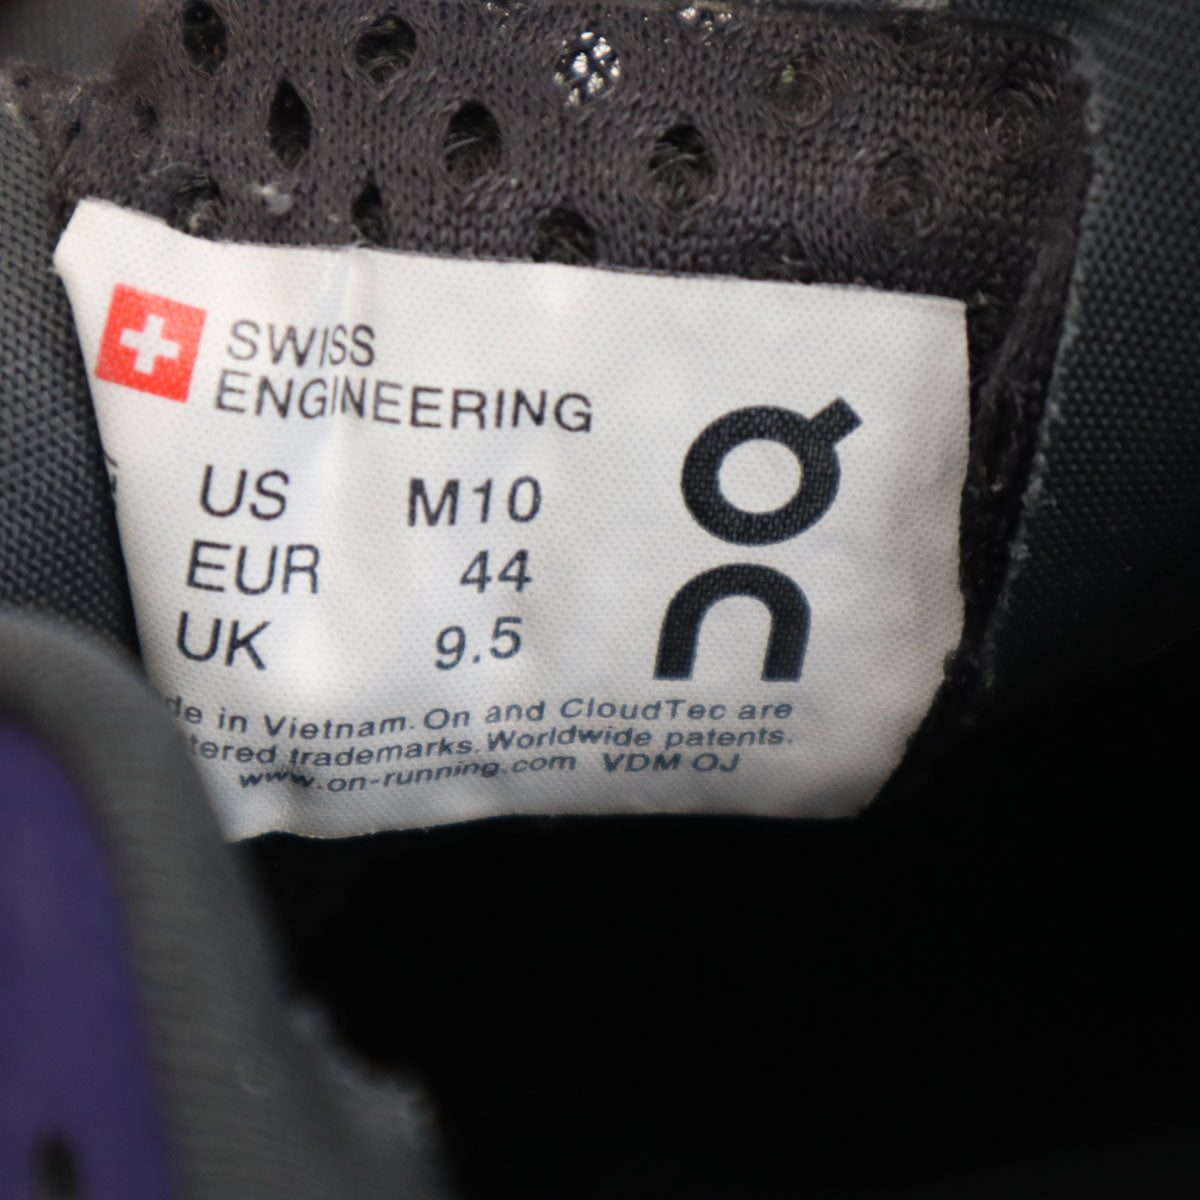 SWISS
ENGINEERING
US M10
EUR 44
UK 9.5
On
in Vietnam. On and CloudTec are
trademarks. Worldwide patents.
www.on-running.com VDM OJ